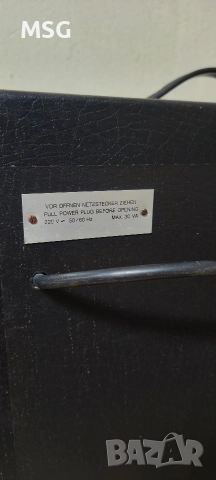 MSG
VOR ÖFFNEN NETZSTECKER ZIEHEN
PULL POWER PLUG BEFORE OPENING
220 V ~ 50/60 Hz MAX. 30 VA
BAZAR